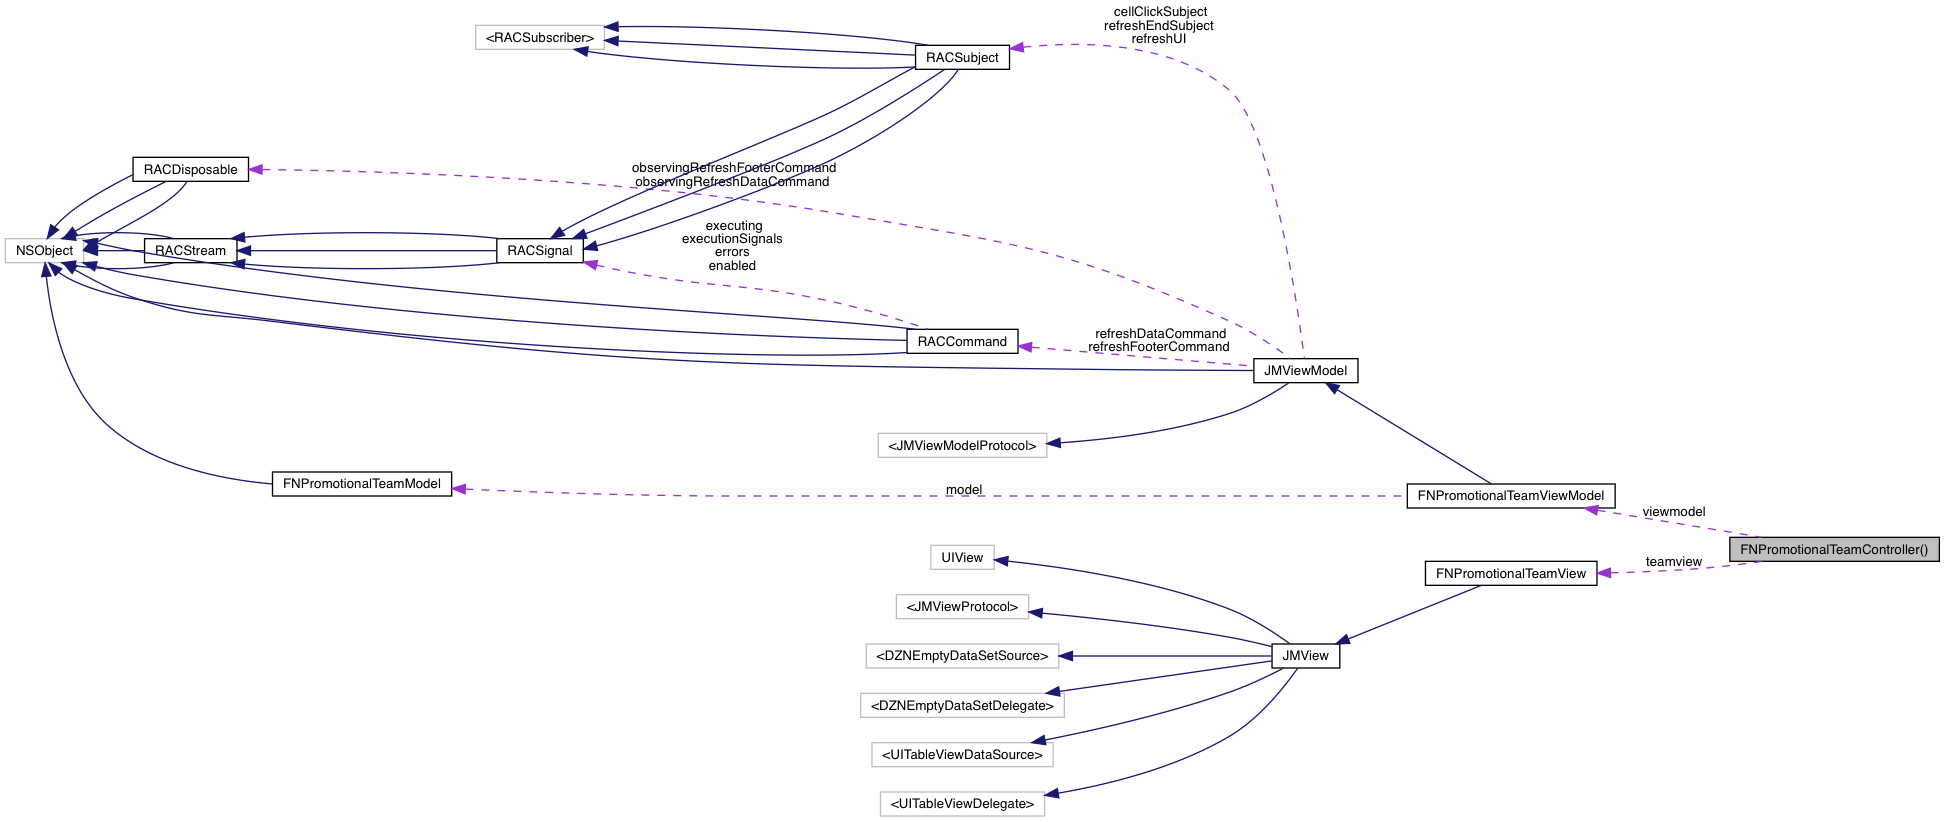 cellClickSubject
refreshEndSubject
refreshUI
<RACSubscriber>
RACSubject
RACDisposable
observingRefreshFooterCommand
observingRefreshDataCommand
NSObject
RACStream
RACSignal
executing
executionSignals
errors
enabled
RACCommand
refreshDataCommand
refreshFooterCommand
JMViewModel
<JMViewModelProtocol>
FNPromotionalTeamModel
model
FNPromotionalTeamViewModel
viewmodel
FNPromotionalTeamController()
teamview
FNPromotionalTeamView
UIView
<JMViewProtocol>
<DZNEmptyDataSetSource>
JMView
<DZNEmptyDataSetDelegate>
<UITableViewDataSource>
<UITableViewDelegate>